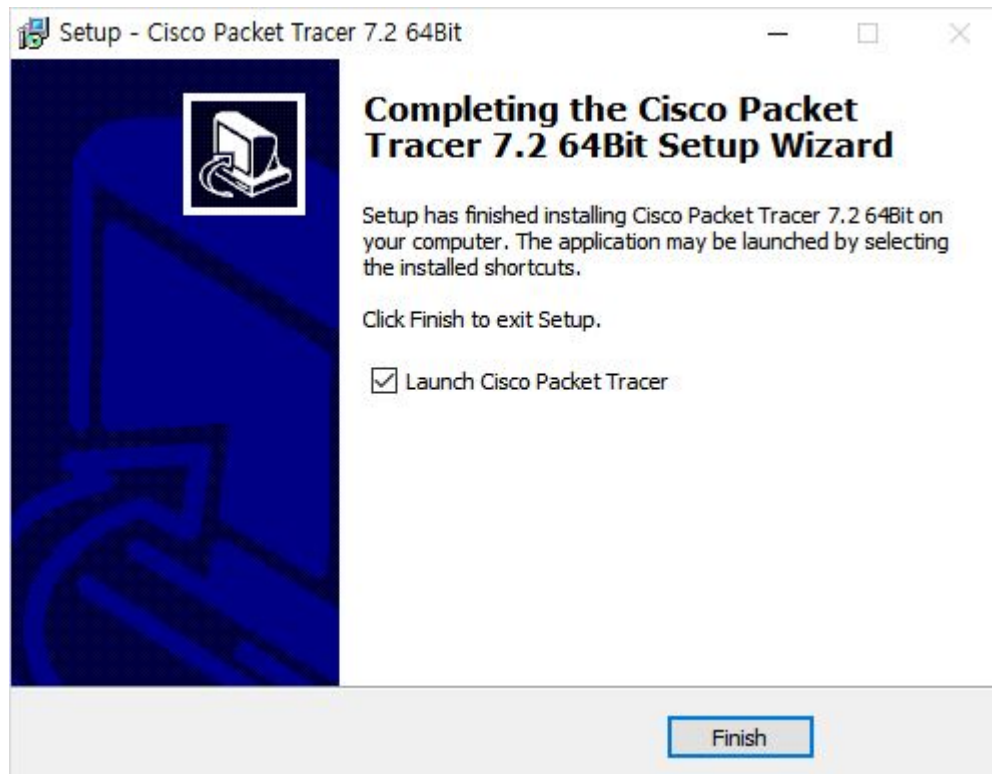 Setup - Cisco Packet Tracer 7.2 64Bit
Completing the Cisco Packet
Tracer 7.2 64Bit Setup Wizard
Setup has finished installing Cisco Packet Tracer 7.2 64Bit on
your computer. The application may be launched by selecting
the installed shortcuts.
Click Finish to exit Setup.
Launch Cisco Packet Tracer
Finish